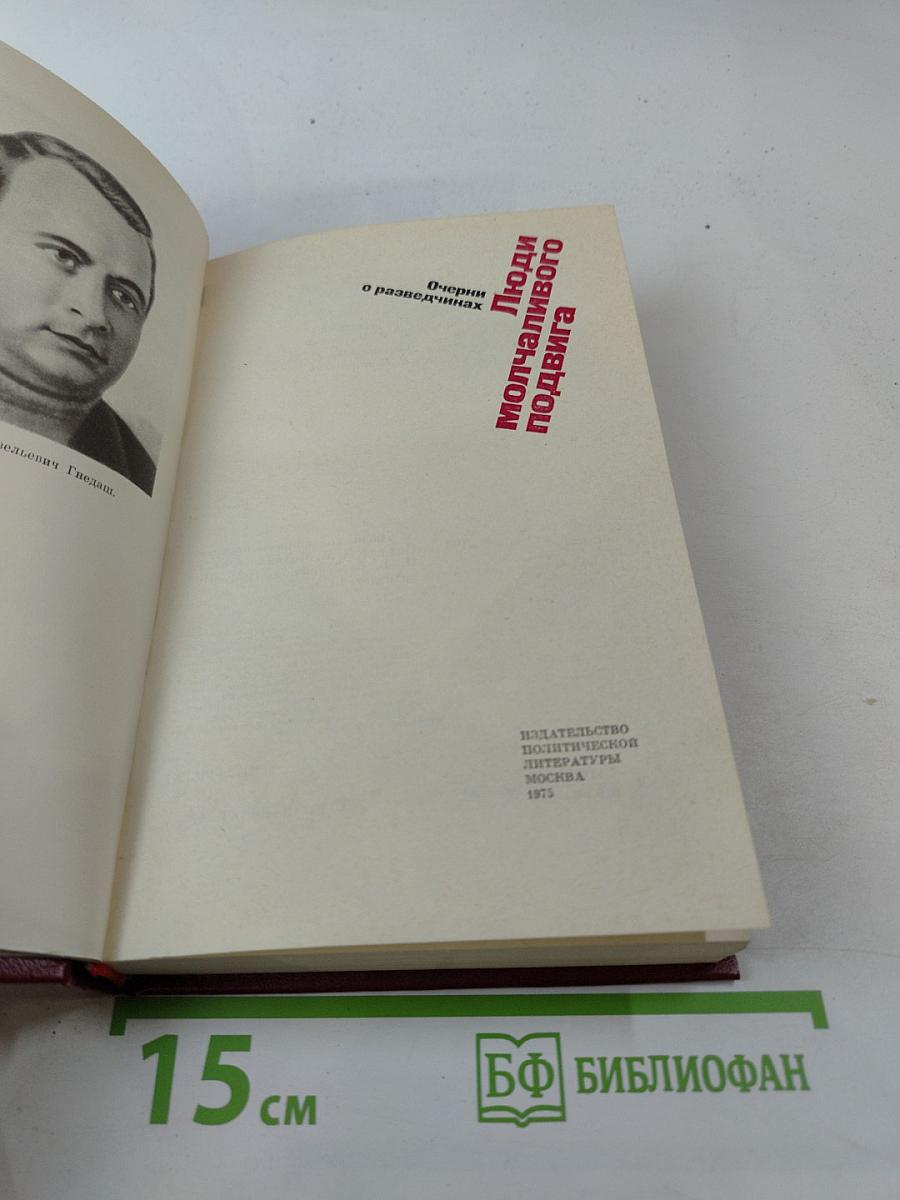 Гнедаш.
Очерки
о разведчиках
Люди
молчаливого
подвига
ИЗДАТЕЛЬСТВО
ПОЛИТИЧЕСКОЙ
ЛИТЕРАТУРЫ
МОСКВА
1975
15 см
БФ БИБЛИОФАН